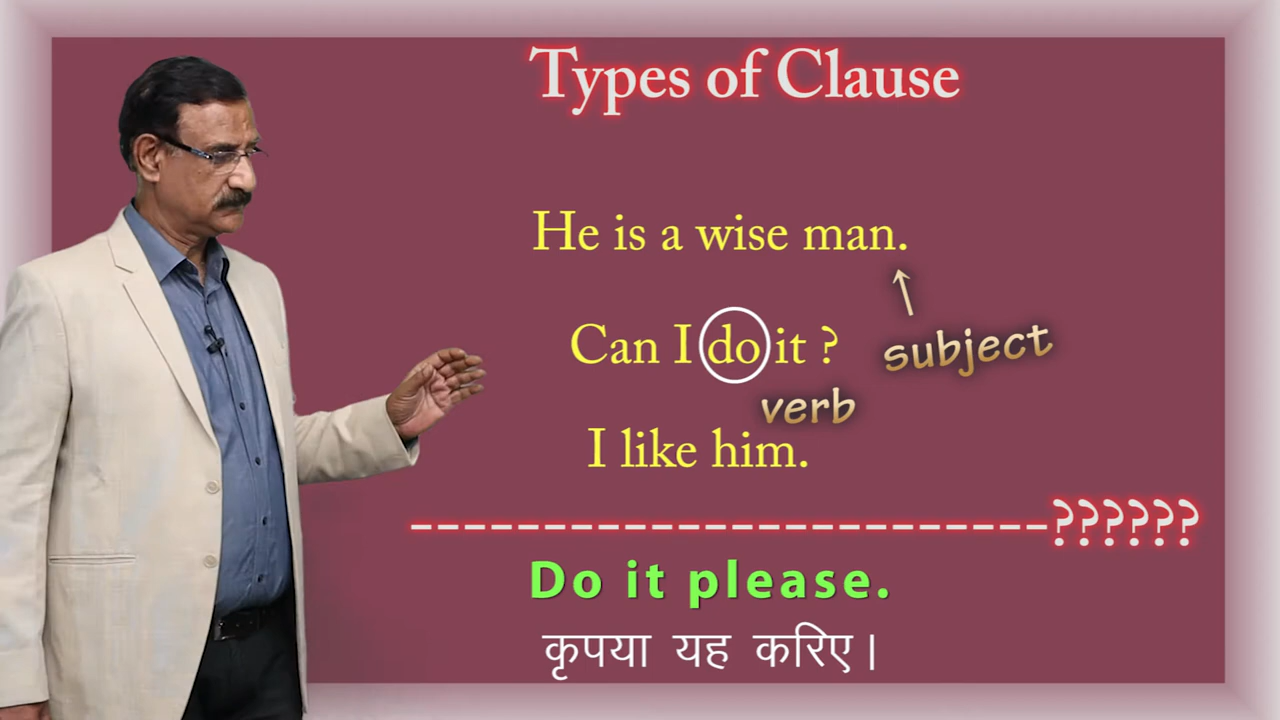 Types of Clause
He is a wise man.
↑
Can I do it ?
subject
verb
I like him.
------------------------??????
Do it please.
कृपया यह करिए।